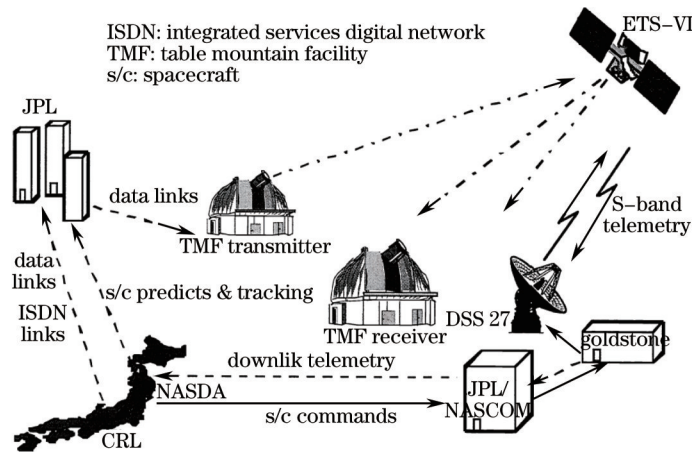 ISDN: integrated services digital network
TMF: table mountain facility
s/c: spacecraft
ETS-VI
JPL
data links
TMF transmitter
S-band
telemetry
data
links
s/c predicts & tracking
ISDN
links
TMF receiver
DSS 27
goldstone
downlik telemetry
NASDA
JPL/
NASCOM
s/c commands
CRL